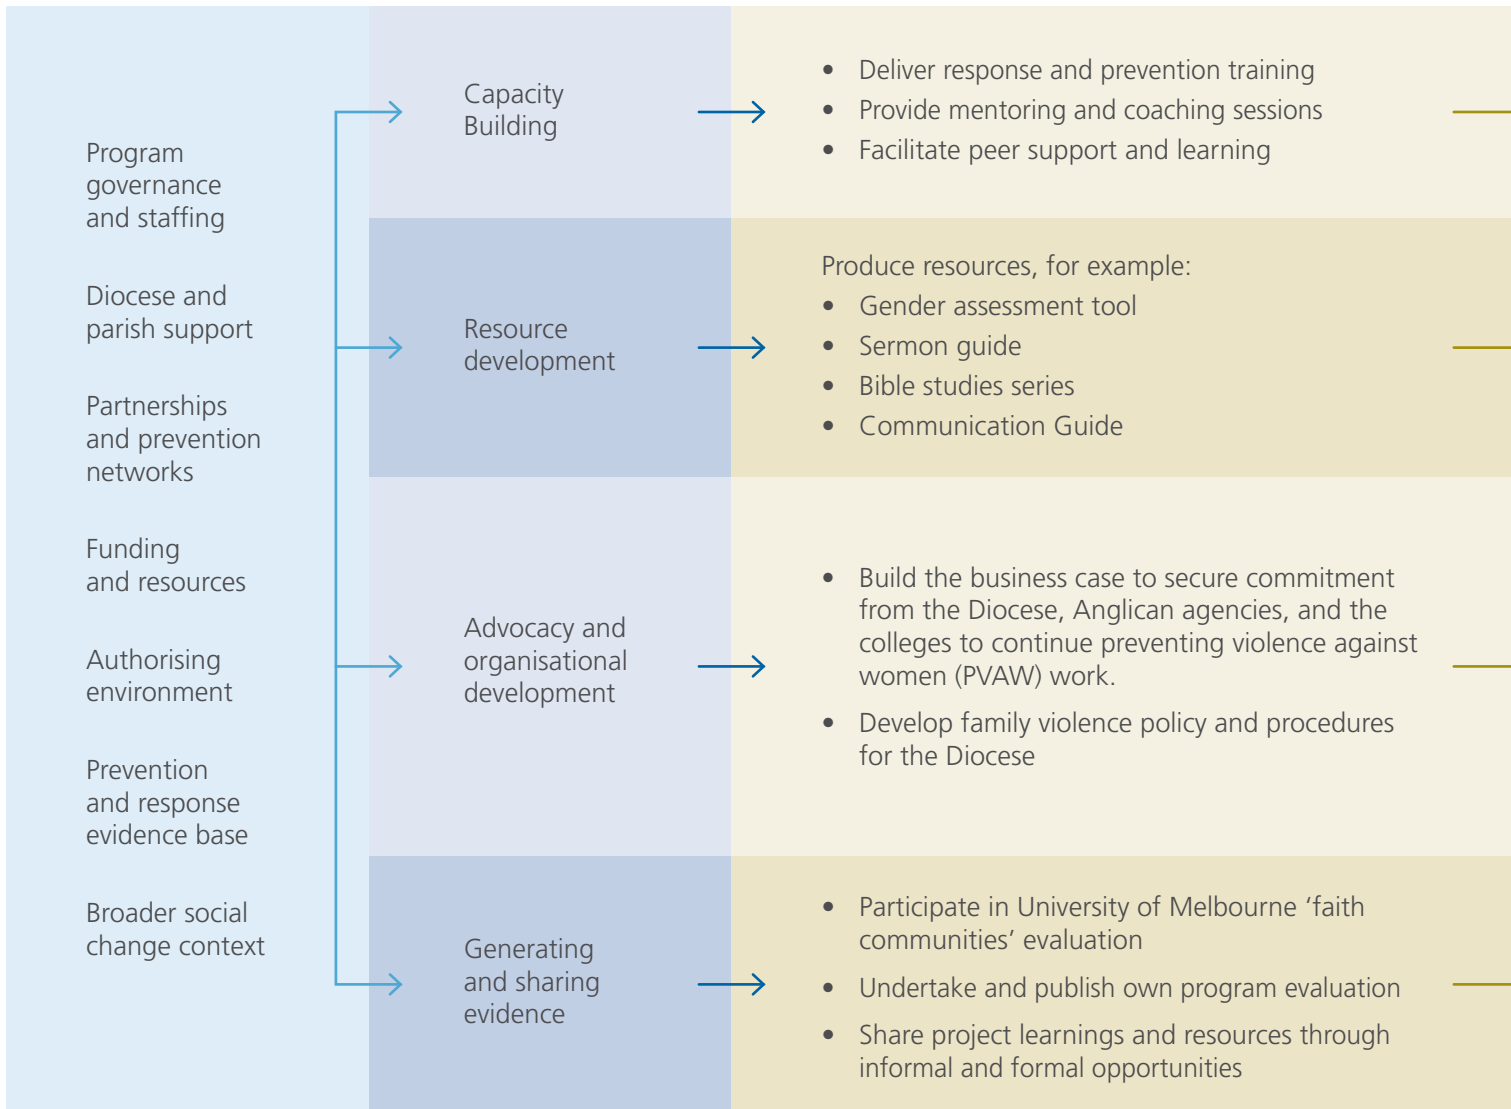 Program
governance
and staffing
Diocese and
parish support
Partnerships
and prevention
networks
Funding
and resources
Authorising
environment
Prevention
and response
evidence base
Broader social
change context
Capacity
Building
• Deliver response and prevention training
• Provide mentoring and coaching sessions
• Facilitate peer support and learning
Resource
development
Produce resources, for example:
• Gender assessment tool
• Sermon guide
• Bible studies series
• Communication Guide
Advocacy and
organisational
development
• Build the business case to secure commitment
from the Diocese, Anglican agencies, and the
colleges to continue preventing violence against
women (PVAW) work.
• Develop family violence policy and procedures
for the Diocese
Generating
and sharing
evidence
• Participate in University of Melbourne ‘faith
communities’ evaluation
• Undertake and publish own program evaluation
• Share project learnings and resources through
informal and formal opportunities